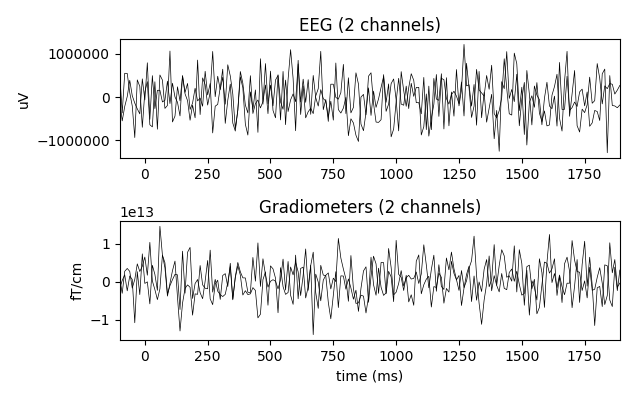 EEG (2 channels)
1000000
0
−1000000
uV
0 250 500 750 1000 1250 1500 1750
1e13
Gradiometers (2 channels)
1
0
−1
fT/cm
0 250 500 750 1000 1250 1500 1750
time (ms)